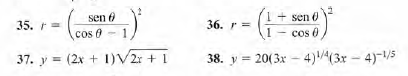 35. r = (sen θ / (cos θ − 1))²
36. r = ((1 + sen θ) / (1 − cos θ))²
37. y = (2x + 1)√(2x + 1)
38. y = 20(3x − 4)^(1/4)(3x − 4)^(−1/5)